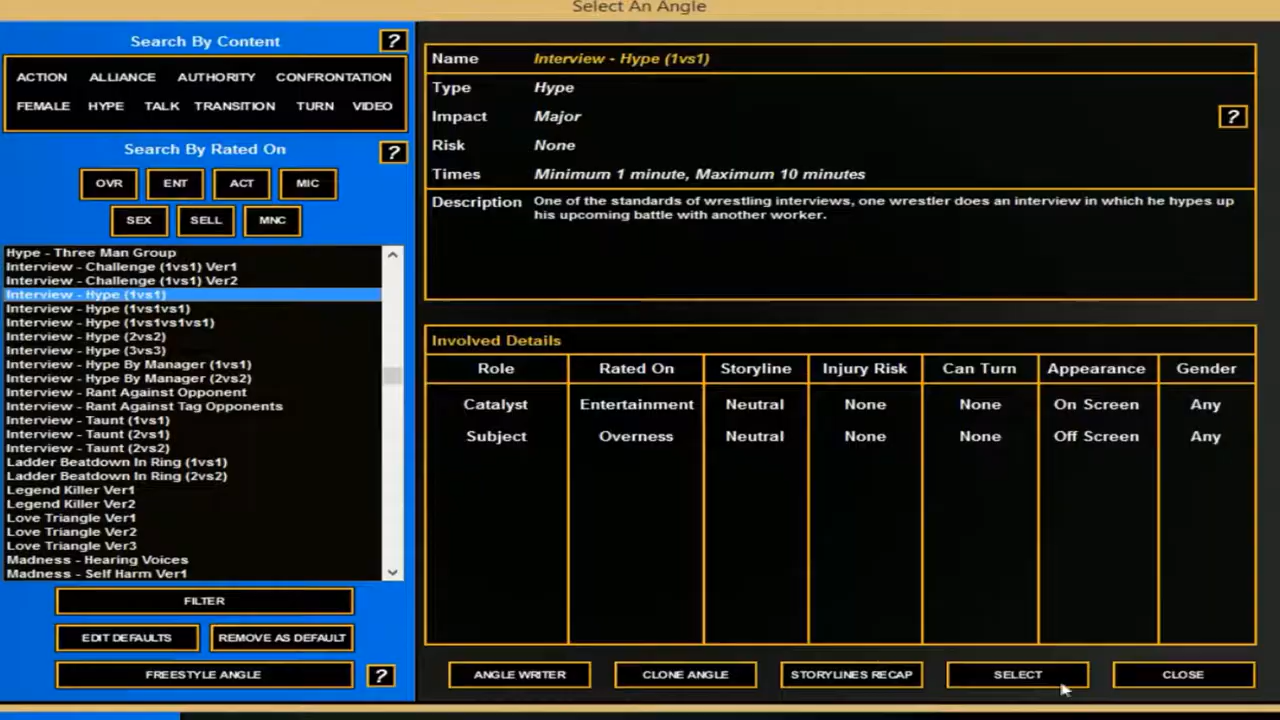 Select An Angle
Search By Content ?
ACTION ALLIANCE AUTHORITY CONFRONTATION
FEMALE HYPE TALK TRANSITION TURN VIDEO
Search By Rated On ?
OVR ENT ACT MIC
SEX SELL MNC
Hype - Three Man Group
Interview - Challenge (1vs1) Ver1
Interview - Challenge (1vs1) Ver2
Interview - Hype (1vs1)
Interview - Hype (1vs1vs1)
Interview - Hype (1vs1vs1vs1)
Interview - Hype (2vs2)
Interview - Hype (3vs3)
Interview - Hype By Manager (1vs1)
Interview - Hype By Manager (2vs2)
Interview - Rant Against Opponent
Interview - Rant Against Tag Opponents
Interview - Taunt (1vs1)
Interview - Taunt (2vs1)
Interview - Taunt (2vs2)
Ladder Beatdown In Ring (1vs1)
Ladder Beatdown In Ring (2vs2)
Legend Killer Ver1
Legend Killer Ver2
Love Triangle Ver1
Love Triangle Ver2
Love Triangle Ver3
Madness - Hearing Voices
Madness - Self Harm Ver1
FILTER
EDIT DEFAULTS REMOVE AS DEFAULT
FREESTYLE ANGLE ?
Name Interview - Hype (1vs1)
Type Hype
Impact Major ?
Risk None
Times Minimum 1 minute, Maximum 10 minutes
Description One of the standards of wrestling interviews, one wrestler does an interview in which he hypes up
his upcoming battle with another worker.
Involved Details
Role Rated On Storyline Injury Risk Can Turn Appearance Gender
Catalyst Entertainment Neutral None None On Screen Any
Subject Overness Neutral None None Off Screen Any
ANGLE WRITER CLONE ANGLE STORYLINES RECAP SELECT CLOSE